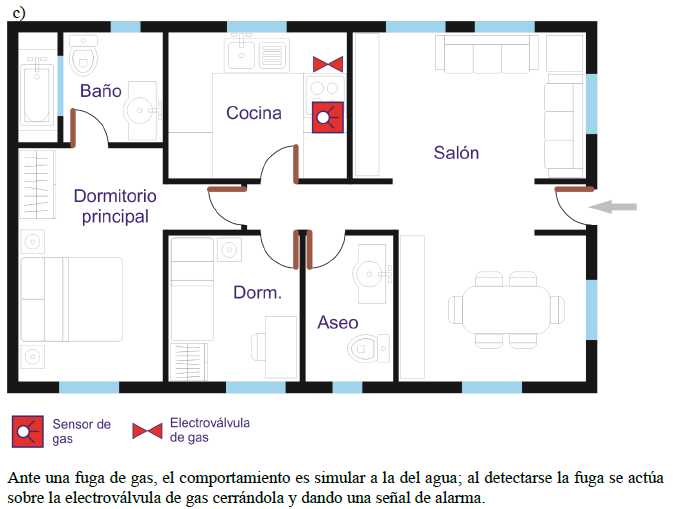 c)
Baño
Cocina
Salón
Dormitorio
principal
Dorm.
Aseo
Sensor de
gas
Electroválvula
de gas
Ante una fuga de gas, el comportamiento es simular a la del agua; al detectarse la fuga se actúa
sobre la electroválvula de gas cerrándola y dando una señal de alarma.